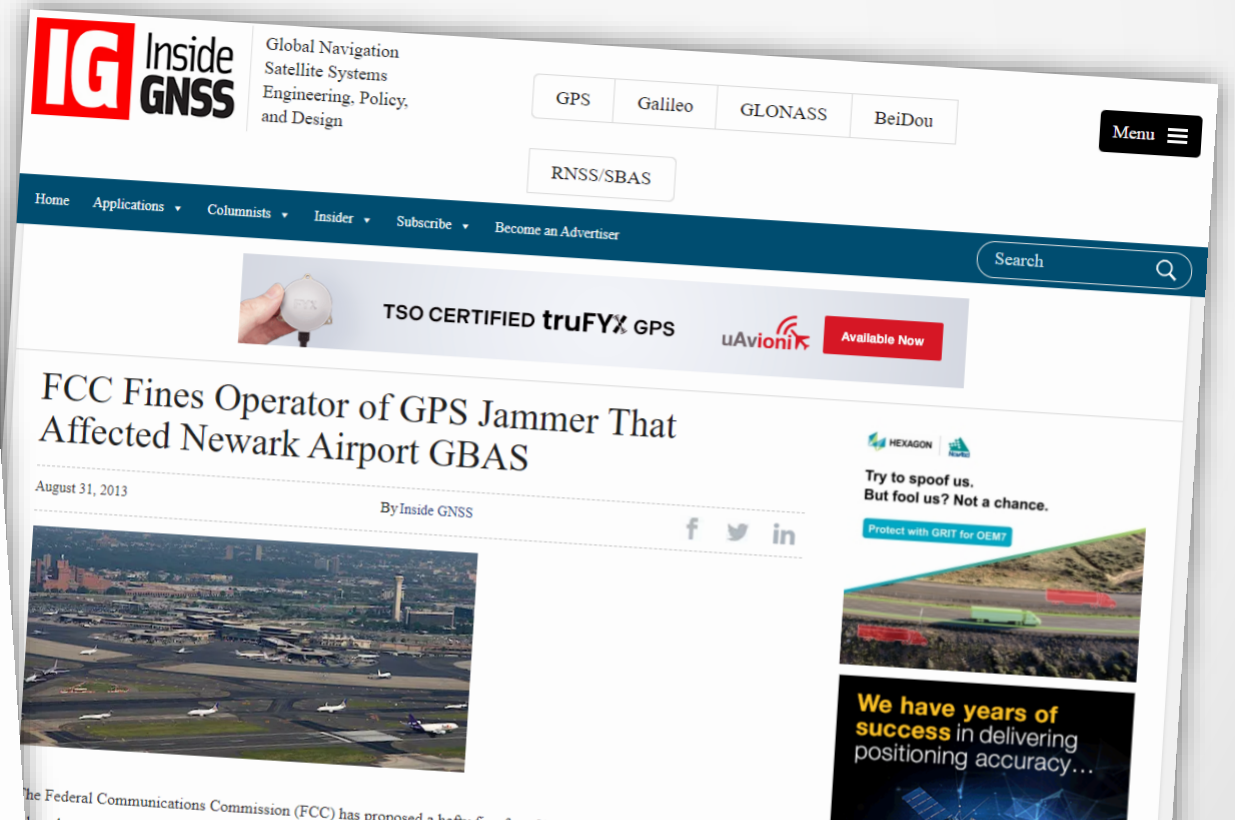 IG Inside
GNSS
Global Navigation
Satellite Systems
Engineering, Policy,
and Design
GPS Galileo GLONASS BeiDou
RNSS/SBAS
Menu
Home Applications Columnists Insider Subscribe Become an Advertiser
Search
FYX
TSO CERTIFIED truFYX GPS
uAvionix
Available Now
FCC Fines Operator of GPS Jammer That
Affected Newark Airport GBAS
August 31, 2013
By Inside GNSS
f in
HEXAGON NovAtel
Try to spoof us.
But fool us? Not a chance.
Protect with GRIT for OEM7
We have years of
success in delivering
positioning accuracy...
The Federal Communications Commission (FCC) has proposed a hefty